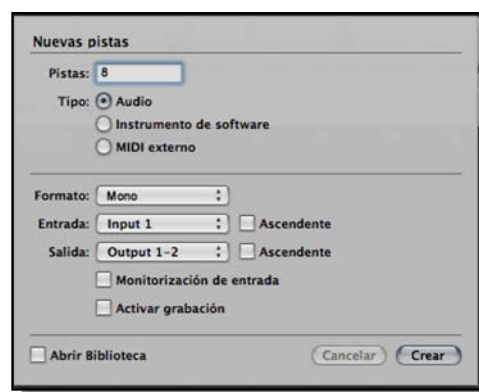 Nuevas pistas
Pistas: 8
Tipo: Audio
Instrumento de software
MIDI externo
Formato: Mono
Entrada: Input 1 Ascendente
Salida: Output 1-2 Ascendente
Monitorización de entrada
Activar grabación
Abrir Biblioteca Cancelar Crear